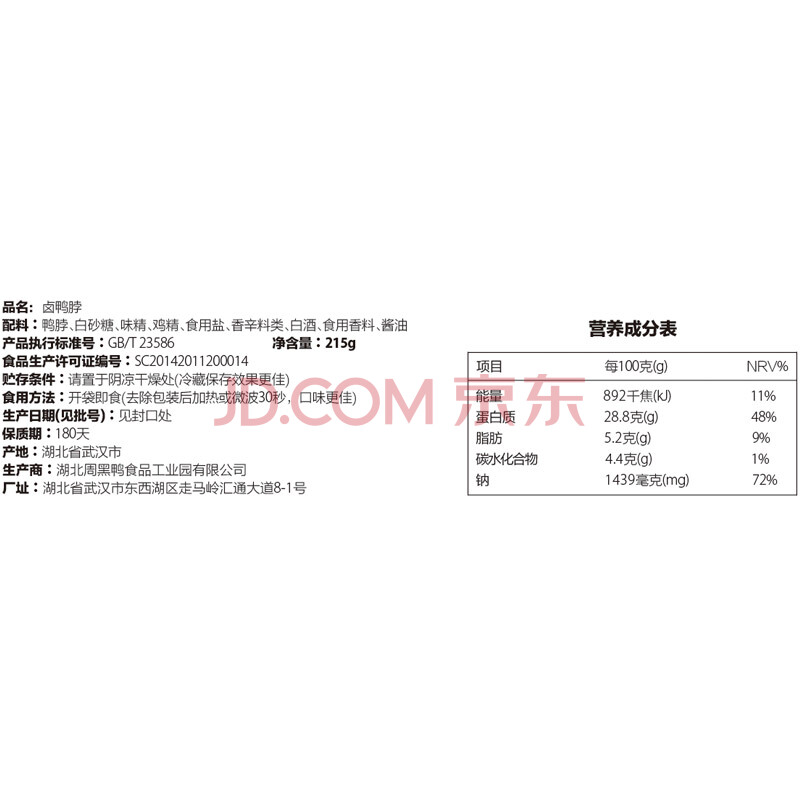 品名: 卤鸭脖
配料: 鸭脖、白砂糖、味精、鸡精、食用盐、香辛料类、白酒、食用香料、酱油
产品执行标准号: GB/T 23586 净含量: 215g
食品生产许可证编号: SC20142011200014
贮存条件: 请置于阴凉干燥处(冷藏保存效果更佳)
食用方法: 开袋即食(去除包装后加热或微波30秒，口味更佳)
生产日期(见批号): 见封口处
保质期: 180天
产地: 湖北省武汉市
生产商: 湖北周黑鸭食品工业园有限公司
厂址: 湖北省武汉市东西湖区走马岭汇通大道8-1号
营养成分表
项目 每100克(g) NRV%
能量 892千焦(kJ) 11%
蛋白质 28.8克(g) 48%
脂肪 5.2克(g) 9%
碳水化合物 4.4克(g) 1%
钠 1439毫克(mg) 72%
JD.COM 京东